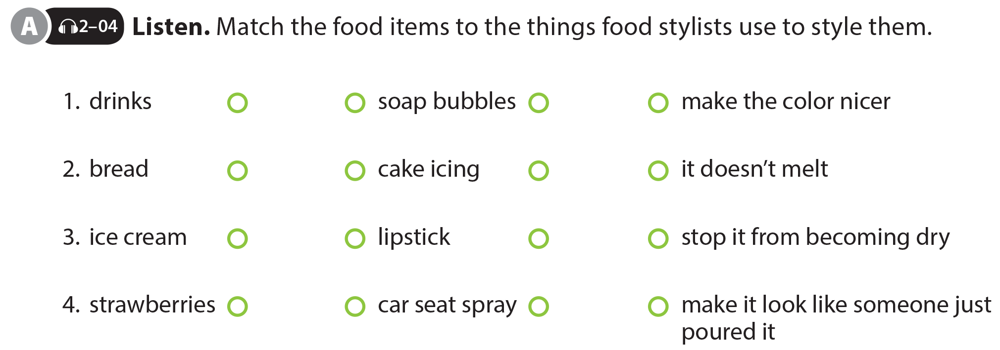 A 2–04 Listen. Match the food items to the things food stylists use to style them.
1. drinks soap bubbles make the color nicer
2. bread cake icing it doesn’t melt
3. ice cream lipstick stop it from becoming dry
4. strawberries car seat spray make it look like someone just
poured it